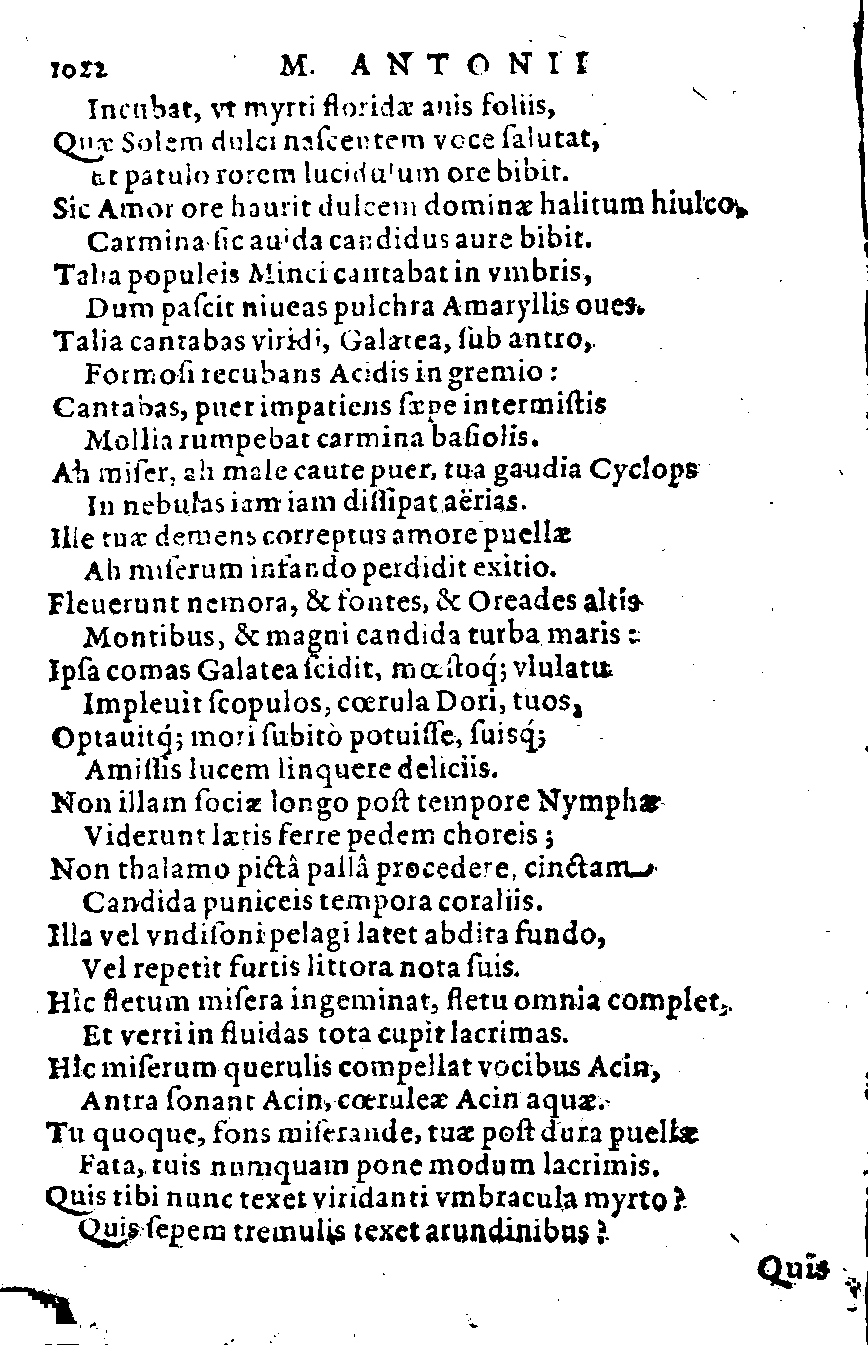 1022 M. ANTONII
Incubat, vt myrti floridæ auis foliis,
Quæ Solem dulci naſcentem voce ſalutat,
Et patulo rorem lucidulum ore bibit.
Sic Amor ore haurit dulcem dominæ halitum hiulco,
Carmina ſic auida candidus aure bibit.
Talia populeis Minci cantabat in vmbris,
Dum paſcit niueas pulchra Amaryllis oues.
Talia cantabas viridi, Galatea, ſub antro,
Formoſi recubans Acidis in gremio:
Cantabas, puer impatiens ſæpe intermiſtis
Mollia rumpebat carmina baſiolis.
Ah miſer, ah male caute puer, tua gaudia Cyclops
In nebulas iam iam diſſipat aërias.
Ille tuæ demens correptus amore puellæ
Ah miſerum infando perdidit exitio.
Fleuerunt nemora, & fontes, & Oreades altis
Montibus, & magni candida turba maris:
Ipſa comas Galatea ſcidit, mœſtoq́; vlulatu
Impleuit ſcopulos, cœrula Dori, tuos,
Optauitq́; mori ſubitò potuiſſe, ſuisq́;
Amiſſis lucem linquere deliciis.
Non illam ſociæ longo poſt tempore Nymphæ
Viderunt lætis ferre pedem choreis;
Non thalamo pictâ pallâ procedere, cinctam
Candida puniceis tempora coraliis.
Illa vel vndiſoni pelagi latet abdita fundo,
Vel repetit furtis littora nota ſuis.
Hîc fletum miſera ingeminat, fletu omnia complet,
Et verti in fluidas tota cupit lacrimas.
Hîc miſerum querulis compellat vocibus Acin,
Antra ſonant Acin, cœruleæ Acin aquæ.
Tu quoque, fons miſerande, tuæ poſt dura puellæ
Fata, tuis numquam pone modum lacrimis.
Quis tibi nunc texet viridanti vmbracula myrto?
Quis ſepem tremulis texet arundinibus?
Quis